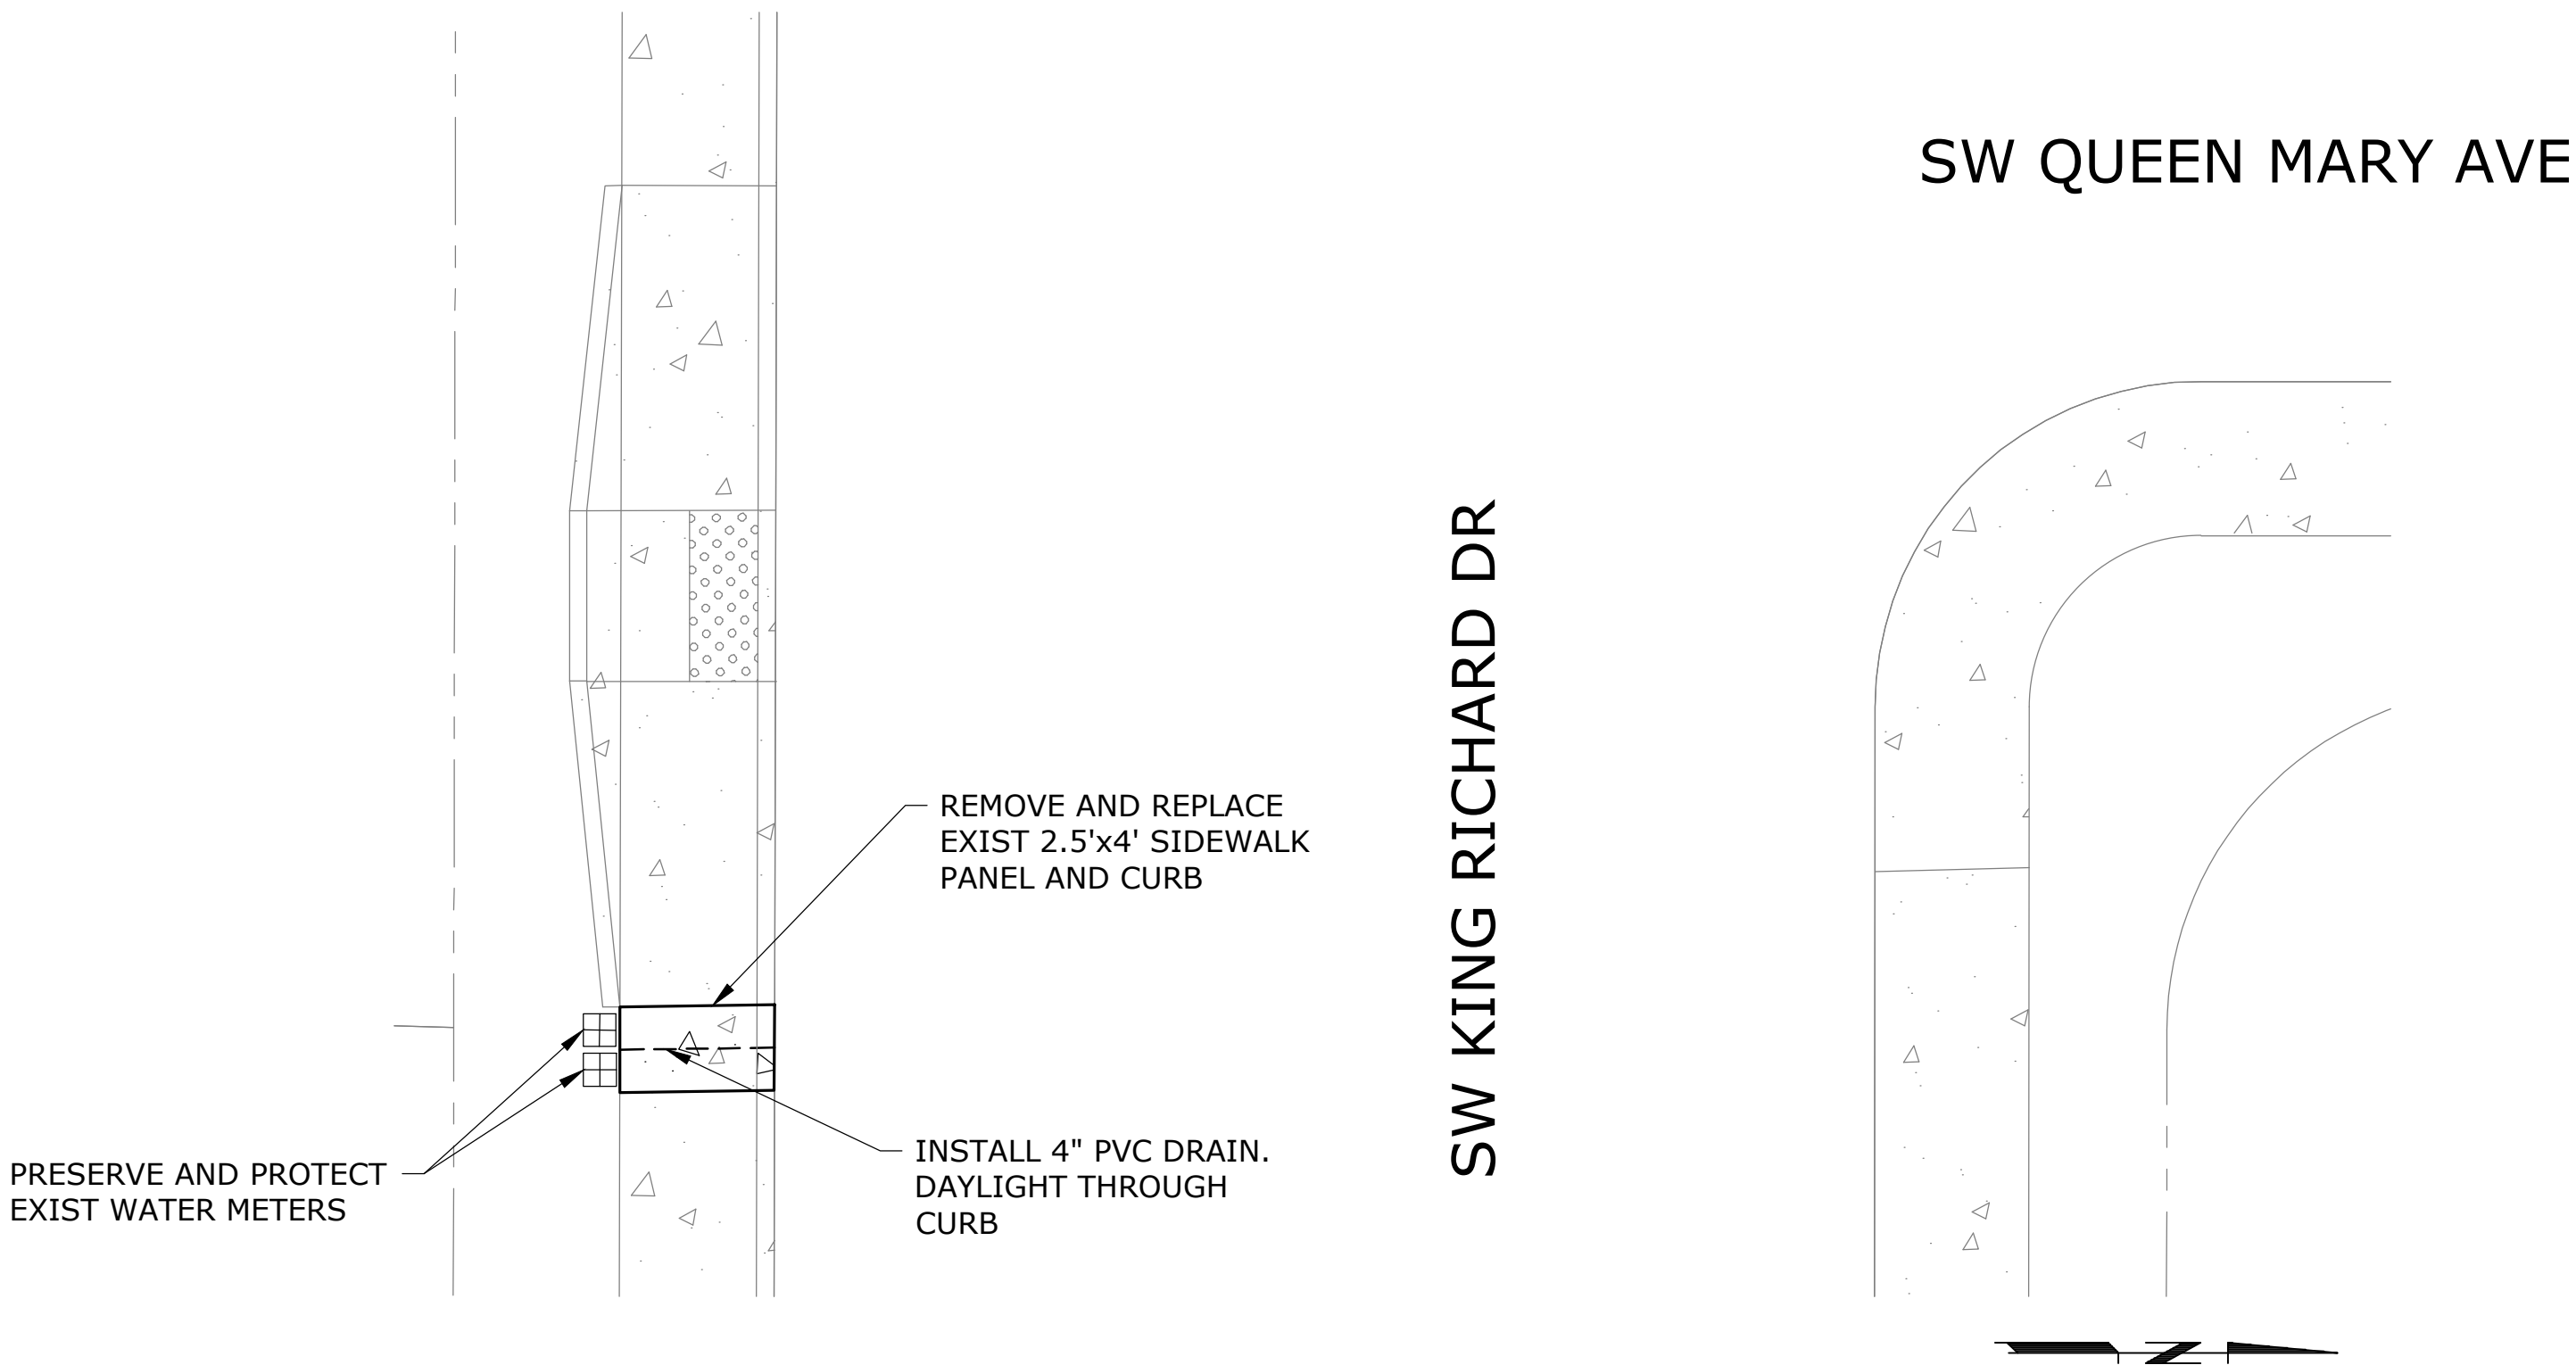 SW QUEEN MARY AVE
SW KING RICHARD DR
REMOVE AND REPLACE
EXIST 2.5'x4' SIDEWALK
PANEL AND CURB
INSTALL 4" PVC DRAIN.
DAYLIGHT THROUGH
CURB
PRESERVE AND PROTECT
EXIST WATER METERS
N